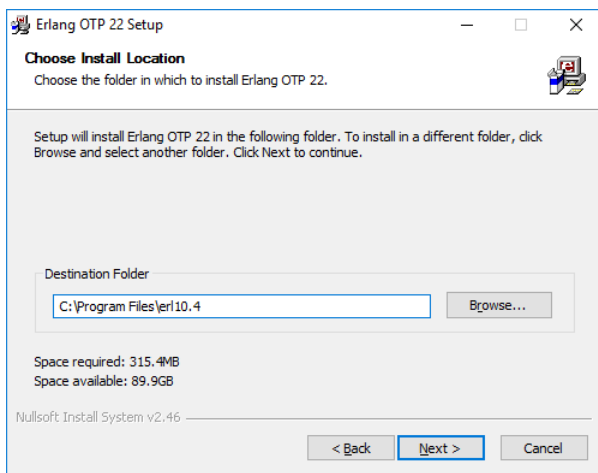 Erlang OTP 22 Setup
Choose Install Location
Choose the folder in which to install Erlang OTP 22.
Setup will install Erlang OTP 22 in the following folder. To install in a different folder, click
Browse and select another folder. Click Next to continue.
Destination Folder
C:\Program Files\erl10.4
Browse...
Space required: 315.4MB
Space available: 89.9GB
Nullsoft Install System v2.46
< Back
Next >
Cancel